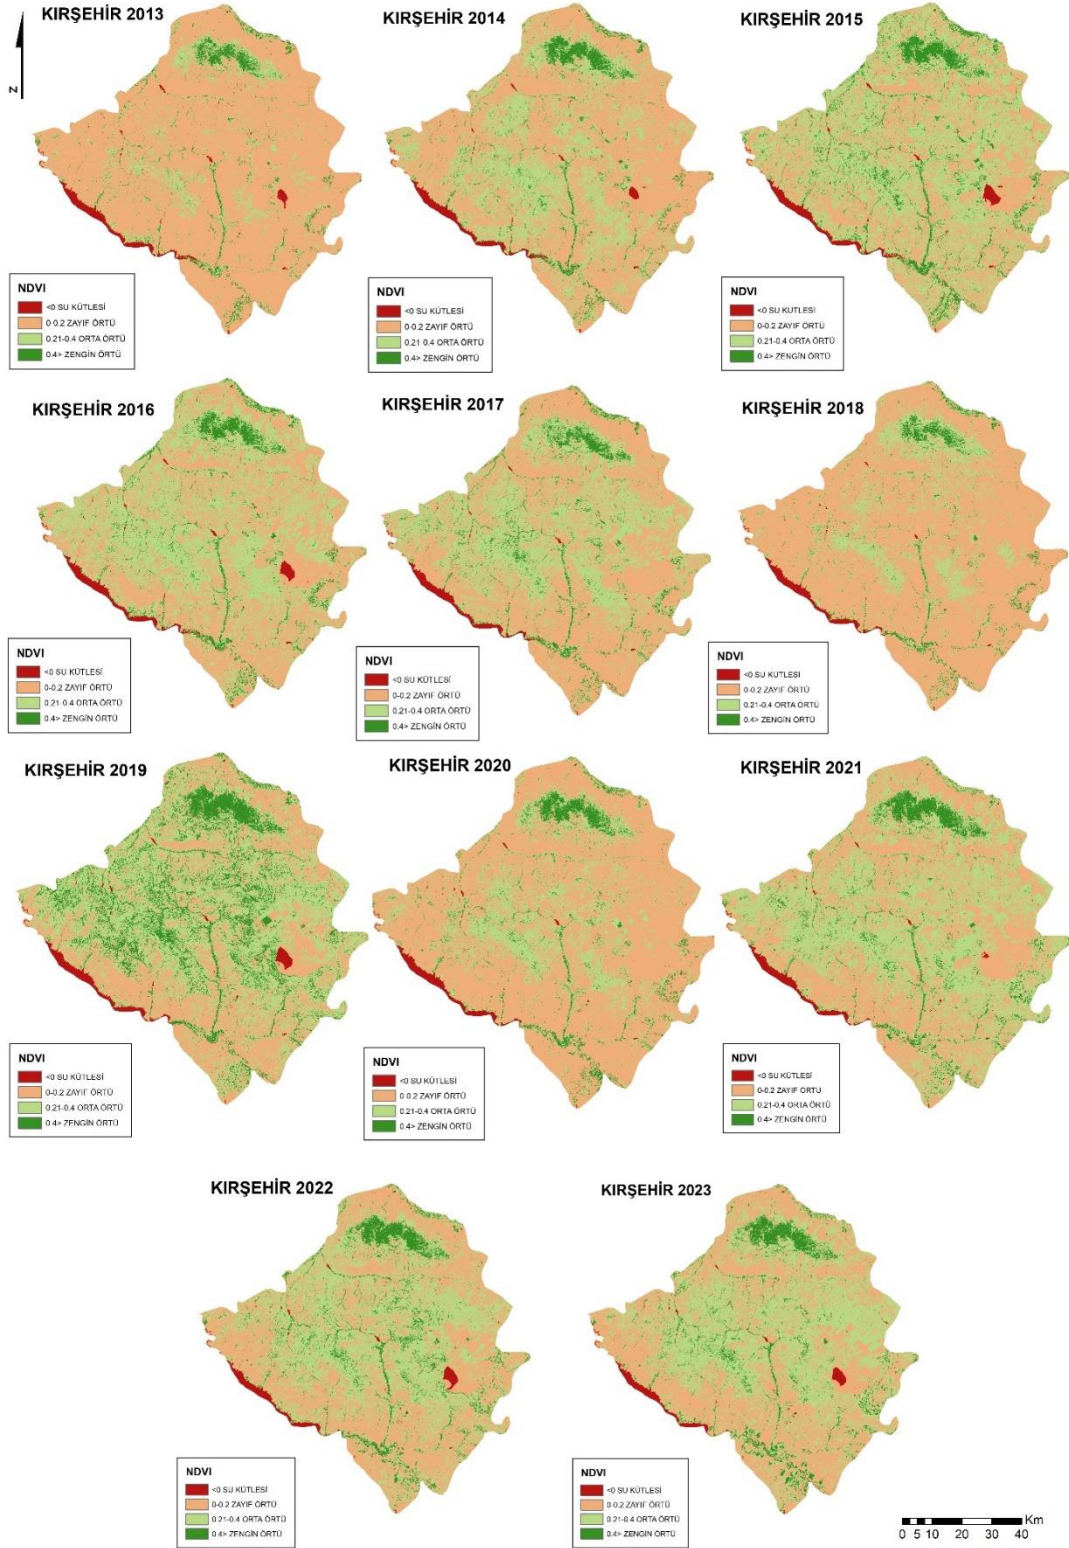 KIRŞEHİR 2013
KIRŞEHİR 2014
KIRŞEHİR 2015
N
NDVI
<0 SU KÜTLESİ
0-0.2 ZAYIF ÖRTÜ
0.21-0.4 ORTA ÖRTÜ
0.4> ZENGİN ÖRTÜ
NDVI
<0 SU KÜTLESİ
0-0.2 ZAYIF ÖRTÜ
0.21-0.4 ORTA ÖRTÜ
0.4> ZENGİN ÖRTÜ
NDVI
<0 SU KÜTLESİ
0-0.2 ZAYIF ÖRTÜ
0.21-0.4 ORTA ÖRTÜ
0.4> ZENGİN ÖRTÜ
KIRŞEHİR 2016
KIRŞEHİR 2017
KIRŞEHİR 2018
NDVI
<0 SU KÜTLESİ
0-0.2 ZAYIF ÖRTÜ
0.21-0.4 ORTA ÖRTÜ
0.4> ZENGİN ÖRTÜ
NDVI
<0 SU KÜTLESİ
0-0.2 ZAYIF ÖRTÜ
0.21-0.4 ORTA ÖRTÜ
0.4> ZENGİN ÖRTÜ
NDVI
<0 SU KÜTLESİ
0-0.2 ZAYIF ÖRTÜ
0.21-0.4 ORTA ÖRTÜ
0.4> ZENGİN ÖRTÜ
KIRŞEHİR 2019
KIRŞEHİR 2020
KIRŞEHİR 2021
NDVI
<0 SU KÜTLESİ
0-0.2 ZAYIF ÖRTÜ
0.21-0.4 ORTA ÖRTÜ
0.4> ZENGİN ÖRTÜ
NDVI
<0 SU KÜTLESİ
0-0.2 ZAYIF ÖRTÜ
0.21-0.4 ORTA ÖRTÜ
0.4> ZENGİN ÖRTÜ
NDVI
<0 SU KÜTLESİ
0-0.2 ZAYIF ÖRTÜ
0.21-0.4 ORTA ÖRTÜ
0.4> ZENGİN ÖRTÜ
KIRŞEHİR 2022
KIRŞEHİR 2023
NDVI
<0 SU KÜTLESİ
0-0.2 ZAYIF ÖRTÜ
0.21-0.4 ORTA ÖRTÜ
0.4> ZENGİN ÖRTÜ
NDVI
<0 SU KÜTLESİ
0-0.2 ZAYIF ÖRTÜ
0.21-0.4 ORTA ÖRTÜ
0.4> ZENGİN ÖRTÜ
Km
0 5 10 20 30 40